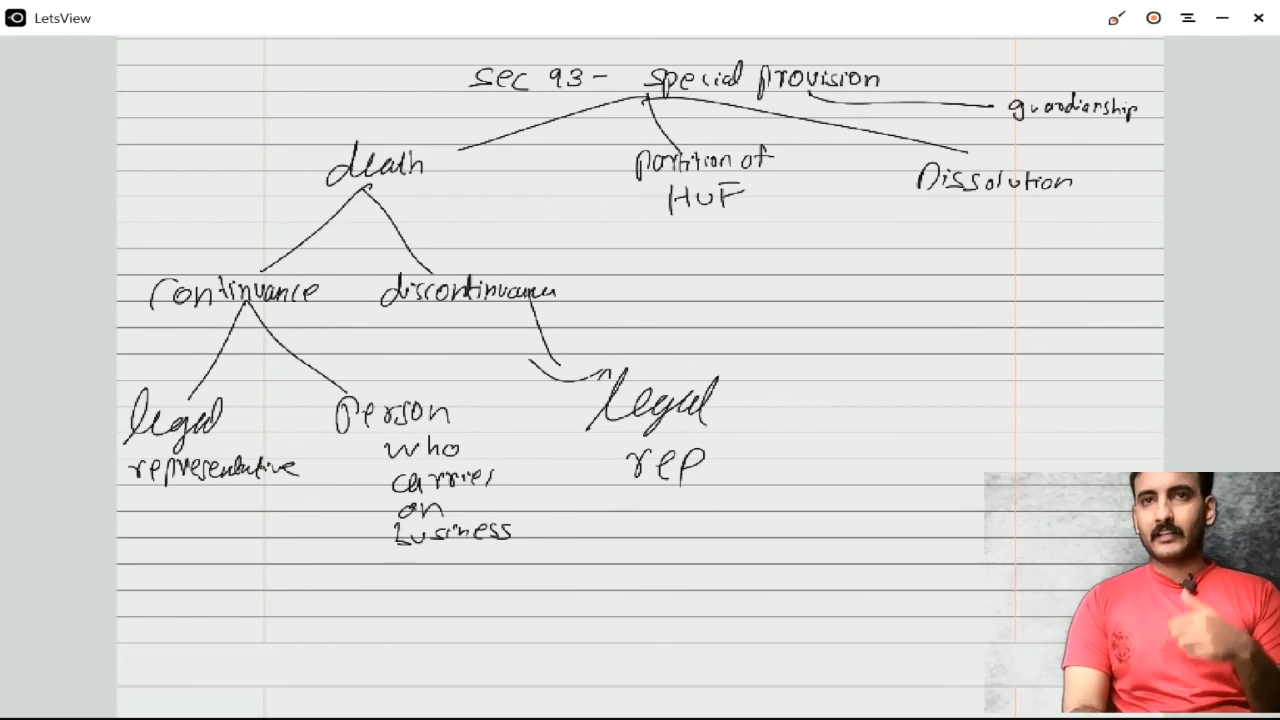 LetsView
Sec 93 - special provision
guardianship
death
partition of
HUF
Dissolution
Continuance
discontinuance
legal
representative
Person
who
carries
on
business
legal
rep